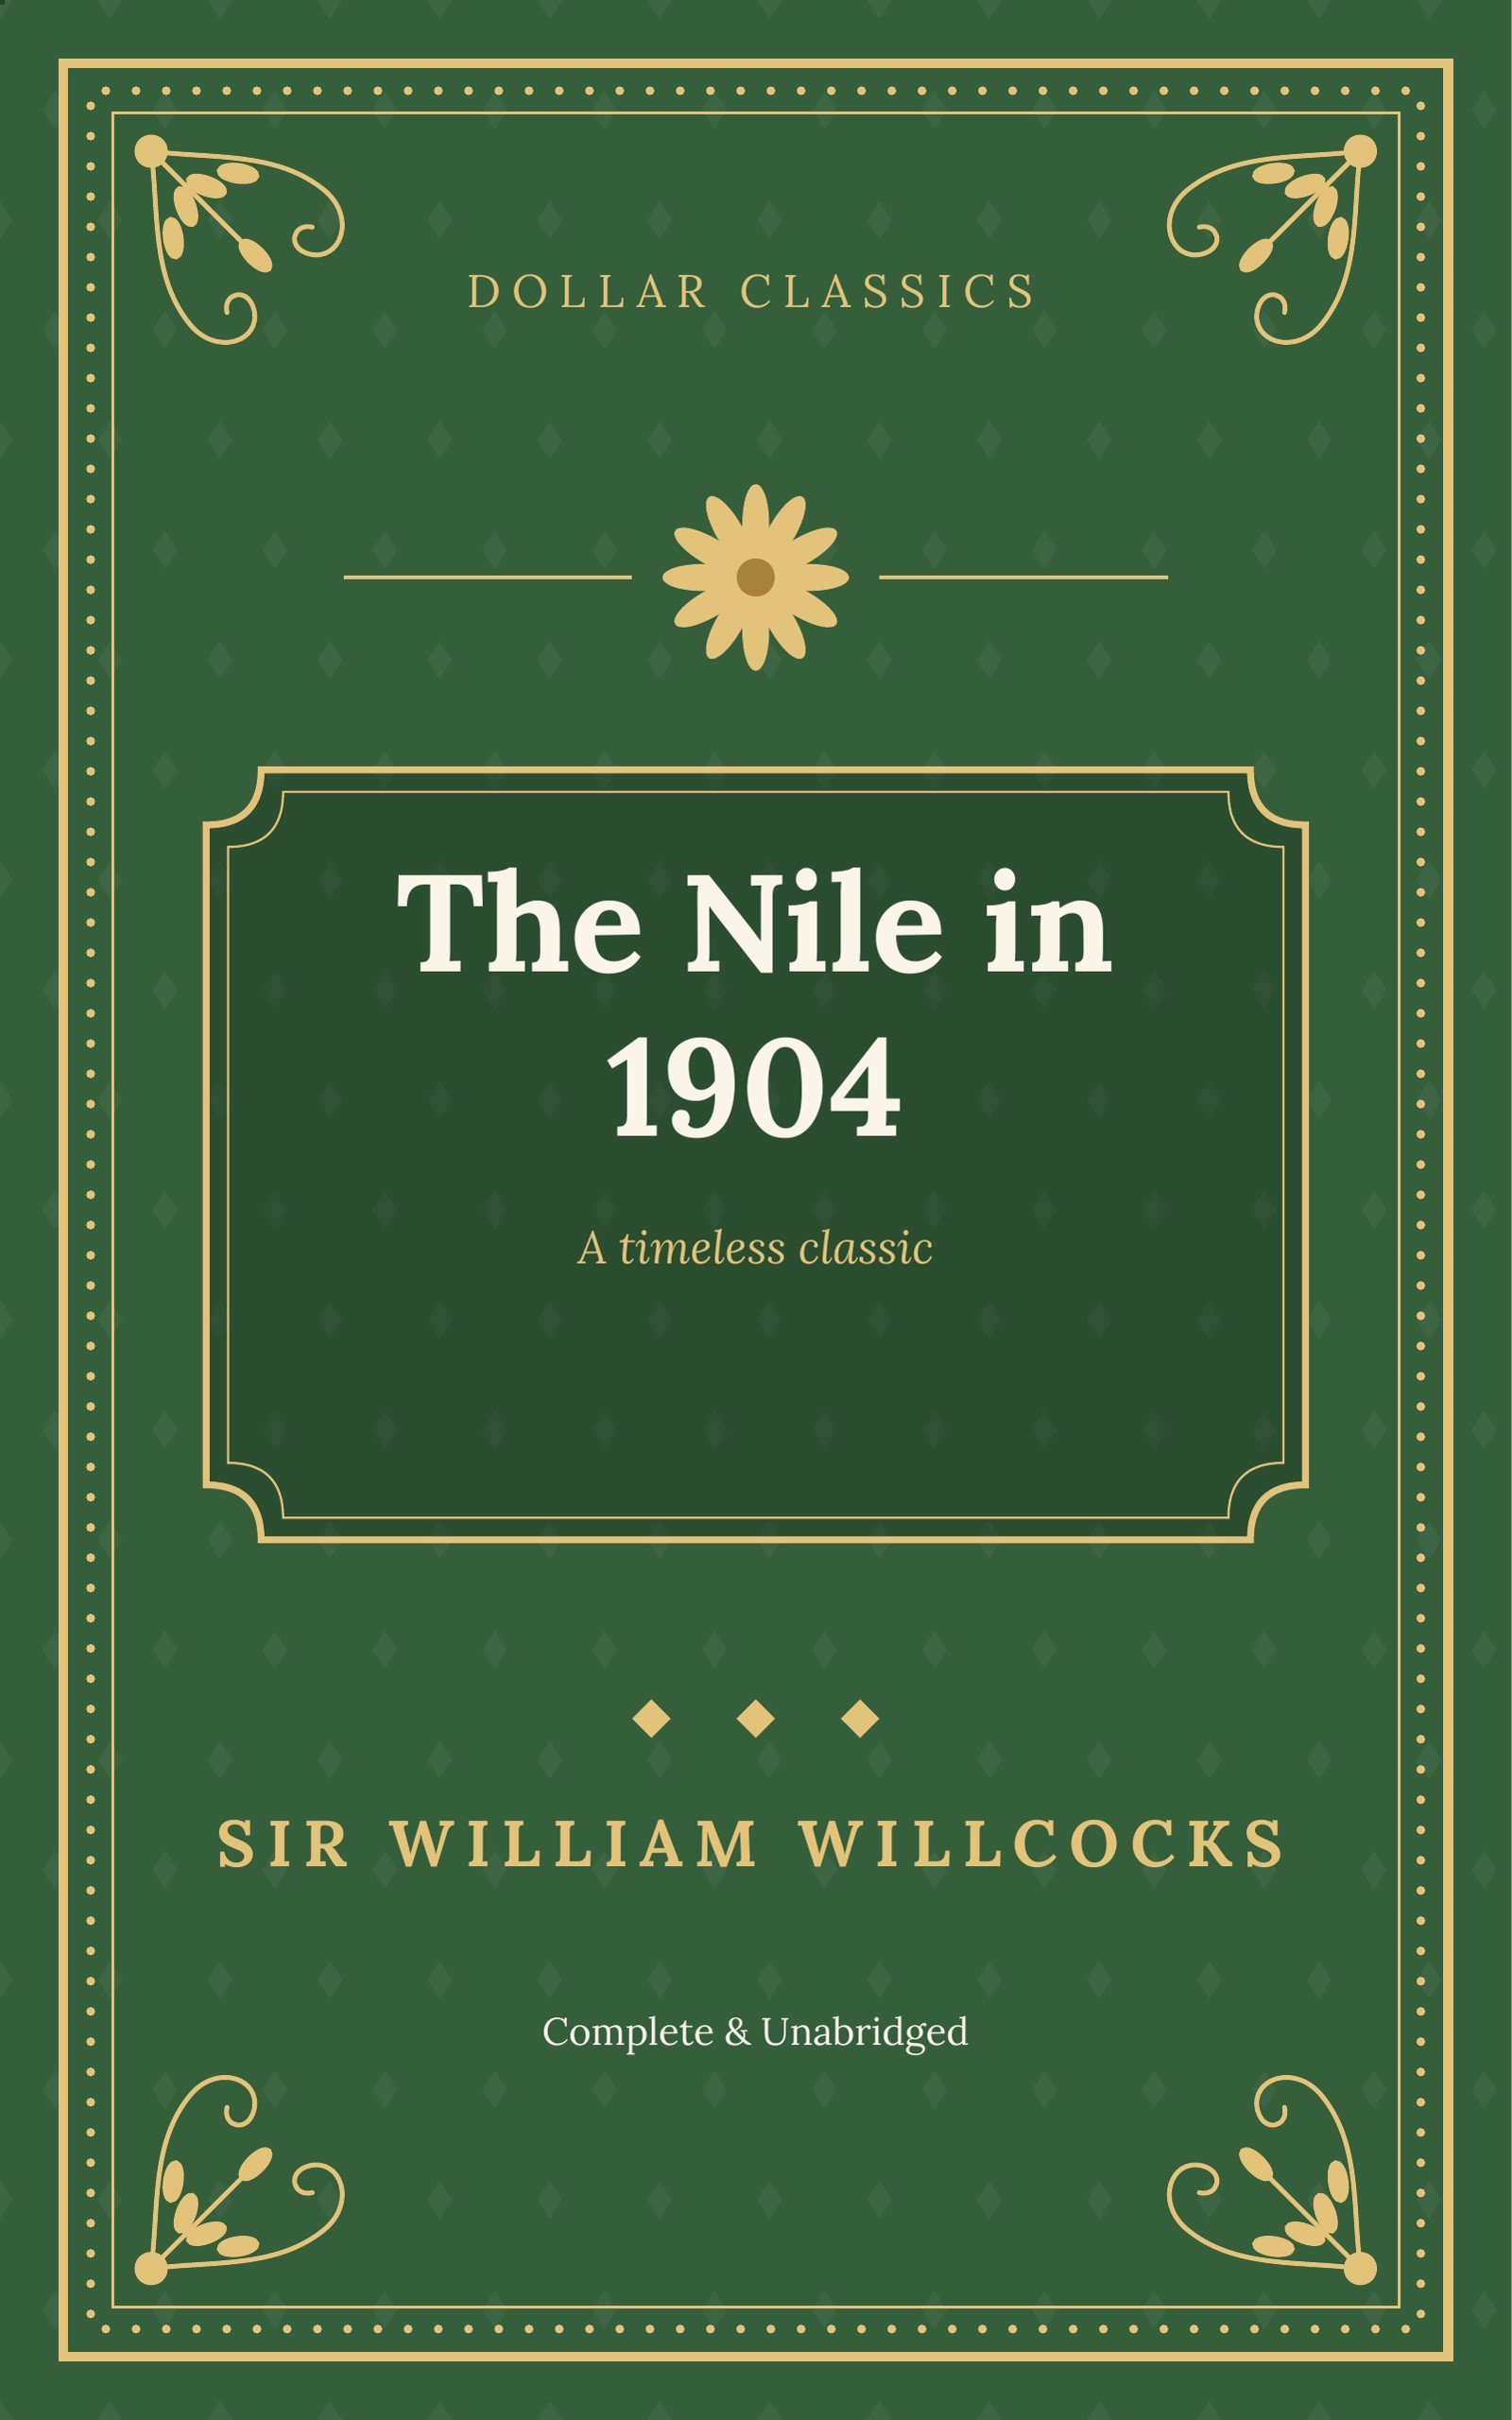 DOLLAR CLASSICS
The Nile in
1904
A timeless classic
SIR WILLIAM WILLCOCKS
Complete & Unabridged